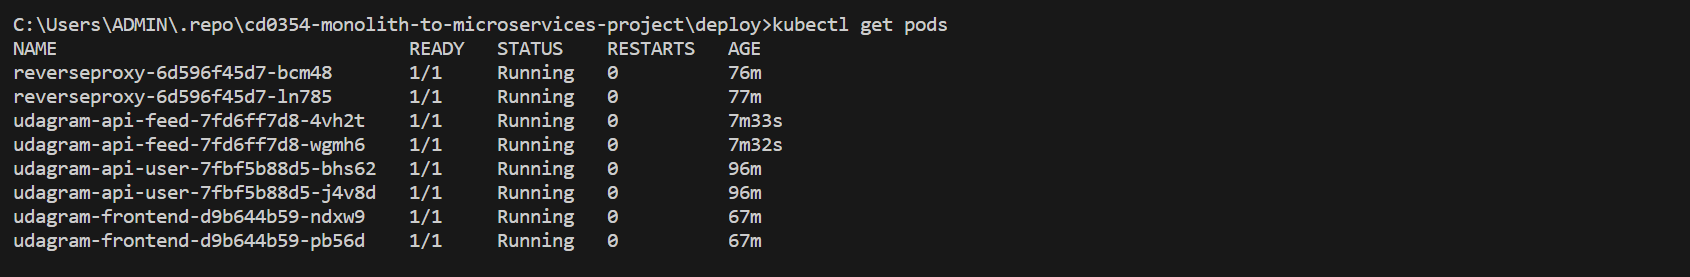 C:\Users\ADMIN\.repo\cd0354-monolith-to-microservices-project\deploy>kubectl get pods
NAME                                READY   STATUS    RESTARTS   AGE
reverseproxy-6d596f45d7-bcm48       1/1     Running   0          76m
reverseproxy-6d596f45d7-ln785       1/1     Running   0          77m
udagram-api-feed-7fd6ff7d8-4vh2t    1/1     Running   0          7m33s
udagram-api-feed-7fd6ff7d8-wgmh6    1/1     Running   0          7m32s
udagram-api-user-7fbf5b88d5-bhs62   1/1     Running   0          96m
udagram-api-user-7fbf5b88d5-j4v8d   1/1     Running   0          96m
udagram-frontend-d9b644b59-ndxw9    1/1     Running   0          67m
udagram-frontend-d9b644b59-pb56d    1/1     Running   0          67m